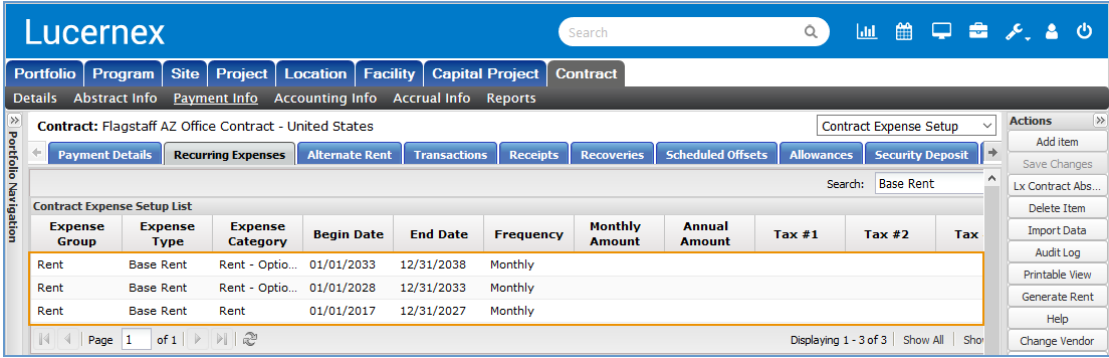 Lucernex
Search
Portfolio Program Site Project Location Facility Capital Project Contract
Details Abstract Info Payment Info Accounting Info Accrual Info Reports
Portfolio Navigation
Contract: Flagstaff AZ Office Contract - United States
Contract Expense Setup
Payment Details Recurring Expenses Alternate Rent Transactions Receipts Recoveries Scheduled Offsets Allowances Security Deposit
Search: Base Rent
Contract Expense Setup List
Expense Group Expense Type Expense Category Begin Date End Date Frequency Monthly Amount Annual Amount Tax #1 Tax #2 Tax
Rent Base Rent Rent - Optio... 01/01/2033 12/31/2038 Monthly
Rent Base Rent Rent - Optio... 01/01/2028 12/31/2033 Monthly
Rent Base Rent Rent 01/01/2017 12/31/2027 Monthly
Page 1 of 1 Displaying 1 - 3 of 3 Show All Show
Actions
Add item
Save Changes
Lx Contract Abs...
Delete Item
Import Data
Audit Log
Printable View
Generate Rent
Help
Change Vendor